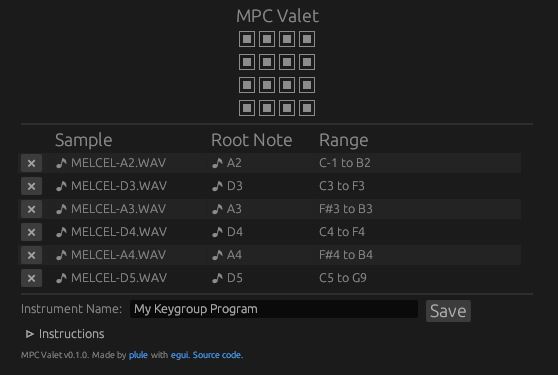 MPC Valet
Sample Root Note Range
× MELCEL-A2.WAV A2 C-1 to B2
× MELCEL-D3.WAV D3 C3 to F3
× MELCEL-A3.WAV A3 F#3 to B3
× MELCEL-D4.WAV D4 C4 to F4
× MELCEL-A4.WAV A4 F#4 to B4
× MELCEL-D5.WAV D5 C5 to G9
Instrument Name: My Keygroup Program Save
Instructions
MPC Valet v0.1.0. Made by plule with egui. Source code.